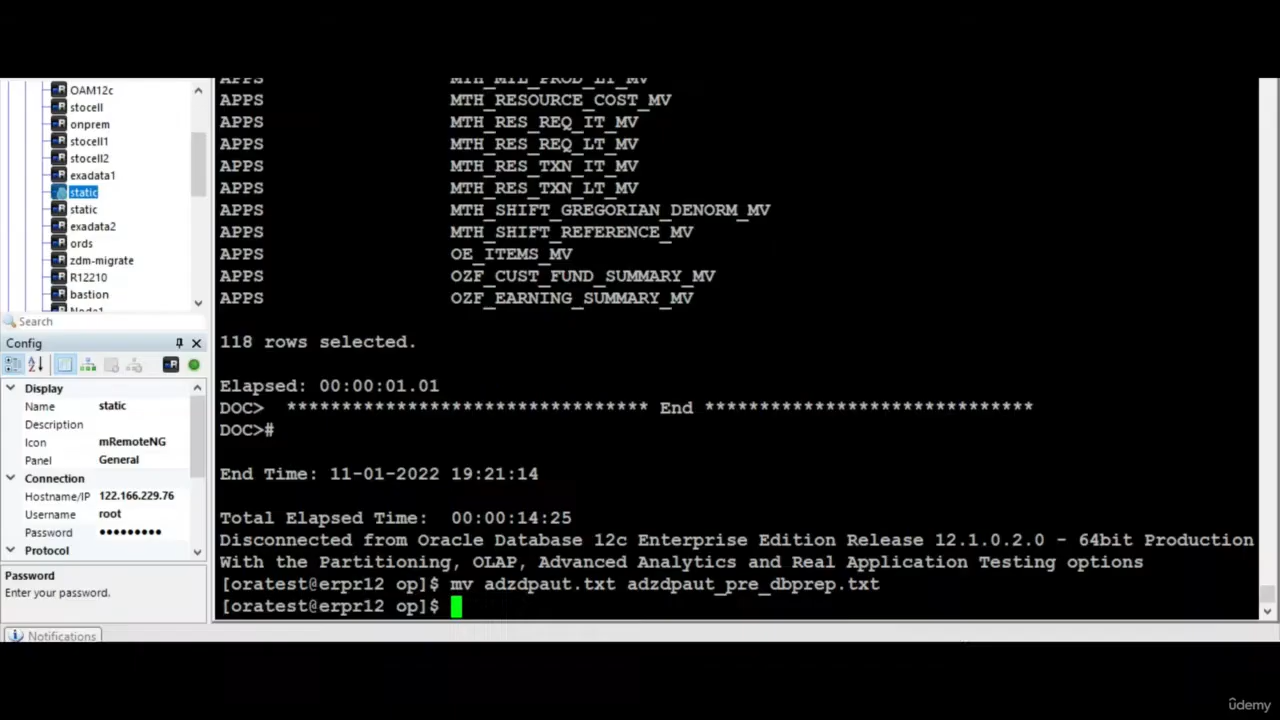 OAM12c
stocell
onprem
stocell1
stocell2
exadata1
static
static
exadata2
ords
zdm-migrate
R12210
bastion
Node1
Search
Config
Display
Name static
Description
Icon mRemoteNG
Panel General
Connection
Hostname/IP 122.166.229.76
Username root
Password ●●●●●●●●●
Protocol
Password
Enter your password.
Notifications
APPS MTH_MTL_PROD_LT_MV
APPS MTH_RESOURCE_COST_MV
APPS MTH_RES_REQ_IT_MV
APPS MTH_RES_REQ_LT_MV
APPS MTH_RES_TXN_IT_MV
APPS MTH_RES_TXN_LT_MV
APPS MTH_SHIFT_GREGORIAN_DENORM_MV
APPS MTH_SHIFT_REFERENCE_MV
APPS OE_ITEMS_MV
APPS OZF_CUST_FUND_SUMMARY_MV
APPS OZF_EARNING_SUMMARY_MV
118 rows selected.
Elapsed: 00:00:01.01
DOC> ********************************* End ******************************
DOC>#
End Time: 11-01-2022 19:21:14
Total Elapsed Time: 00:00:14:25
Disconnected from Oracle Database 12c Enterprise Edition Release 12.1.0.2.0 - 64bit Production
With the Partitioning, OLAP, Advanced Analytics and Real Application Testing options
[oratest@erpr12 op]$ mv adzdpaut.txt adzdpaut_pre_dbprep.txt
[oratest@erpr12 op]$
ûdemy